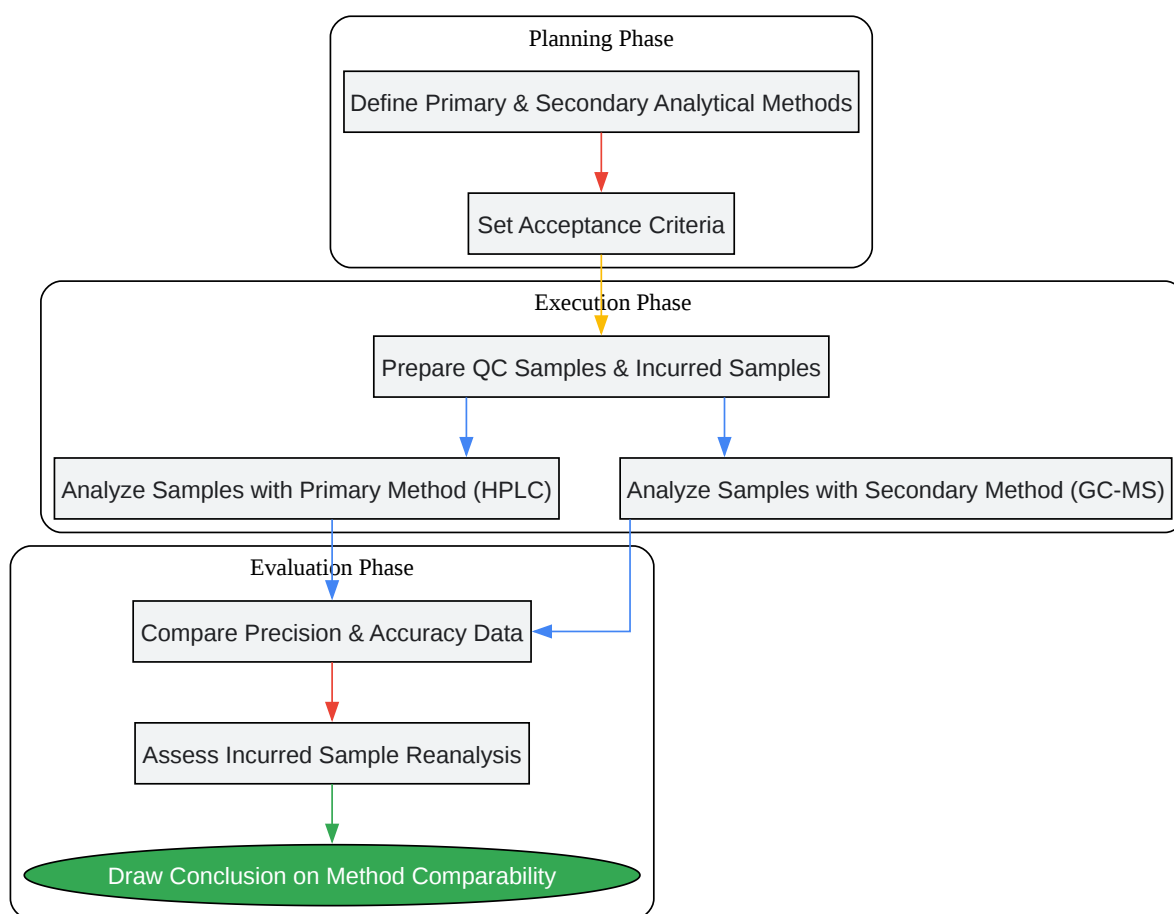 Planning Phase
Define Primary & Secondary Analytical Methods
Set Acceptance Criteria
Execution Phase
Prepare QC Samples & Incurred Samples
Analyze Samples with Primary Method (HPLC)
Analyze Samples with Secondary Method (GC-MS)
Evaluation Phase
Compare Precision & Accuracy Data
Assess Incurred Sample Reanalysis
Draw Conclusion on Method Comparability